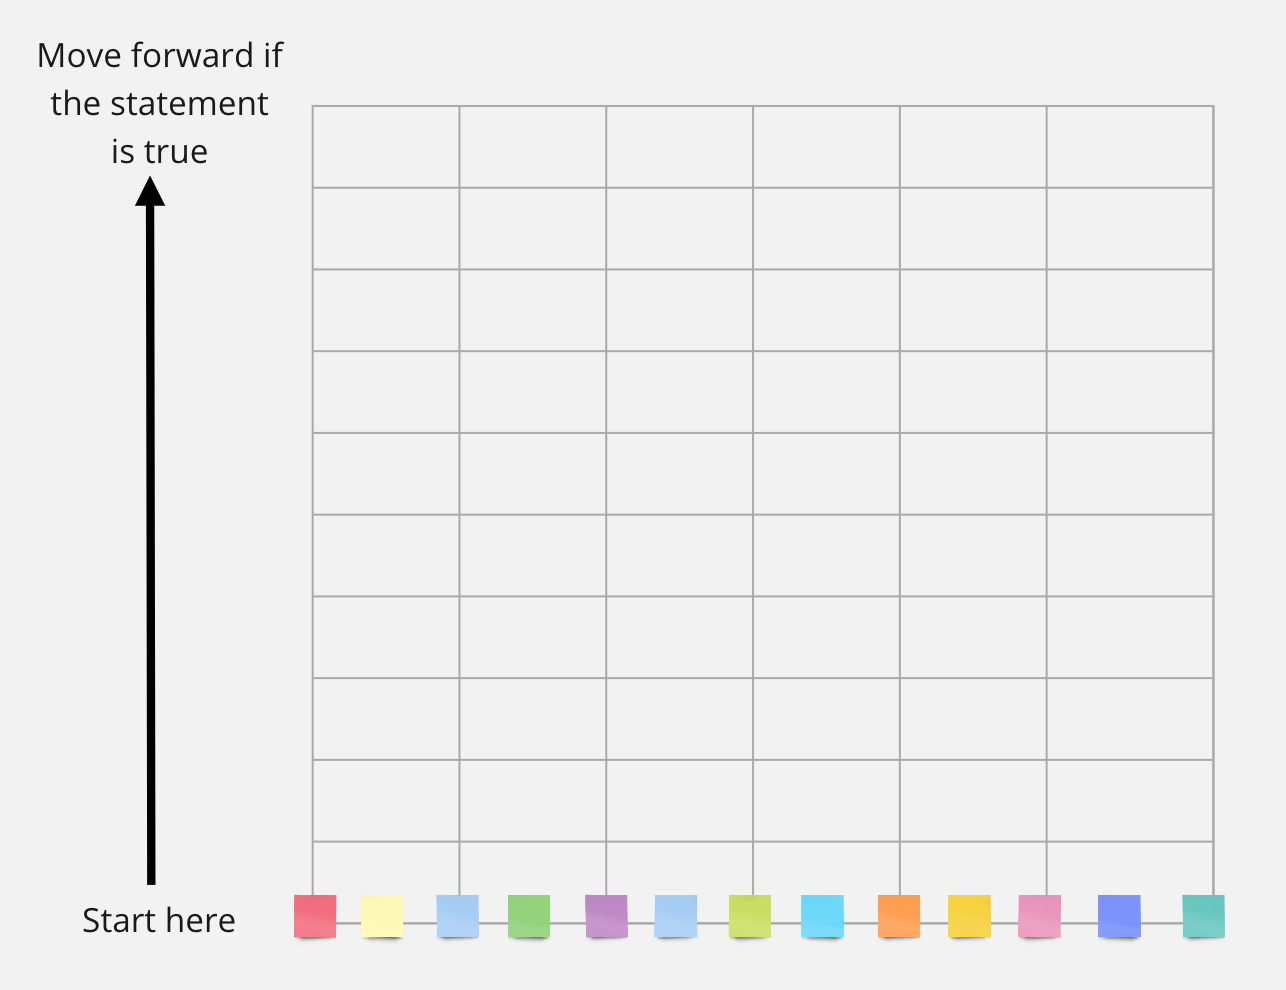 Move forward if
the statement
is true
Start here